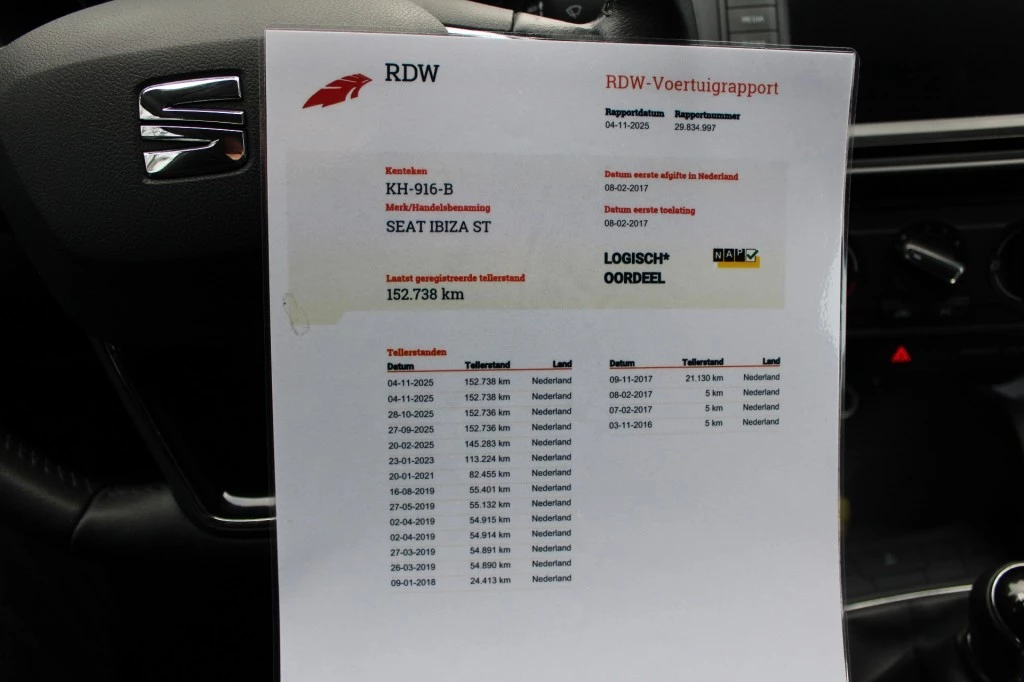 MEDIA
RDW
RDW-Voertuigrapport
Rapportdatum Rapportnummer
04-11-2025 29.834.997
Kenteken
KH-916-B
Merk/Handelsbenaming
SEAT IBIZA ST
Laatst geregistreerde tellerstand
152.738 km
Datum eerste afgifte in Nederland
08-02-2017
Datum eerste toelating
08-02-2017
LOGISCH*
OORDEEL
NAP
Tellerstanden
Datum Tellerstand Land
04-11-2025 152.738 km Nederland
04-11-2025 152.738 km Nederland
28-10-2025 152.736 km Nederland
27-09-2025 152.736 km Nederland
20-02-2025 145.283 km Nederland
23-01-2023 113.224 km Nederland
20-01-2021 82.455 km Nederland
16-08-2019 55.401 km Nederland
27-05-2019 55.132 km Nederland
02-04-2019 54.915 km Nederland
02-04-2019 54.914 km Nederland
27-03-2019 54.891 km Nederland
26-03-2019 54.890 km Nederland
09-01-2018 24.413 km Nederland
Datum Tellerstand Land
09-11-2017 21.130 km Nederland
08-02-2017 5 km Nederland
07-02-2017 5 km Nederland
03-11-2016 5 km Nederland